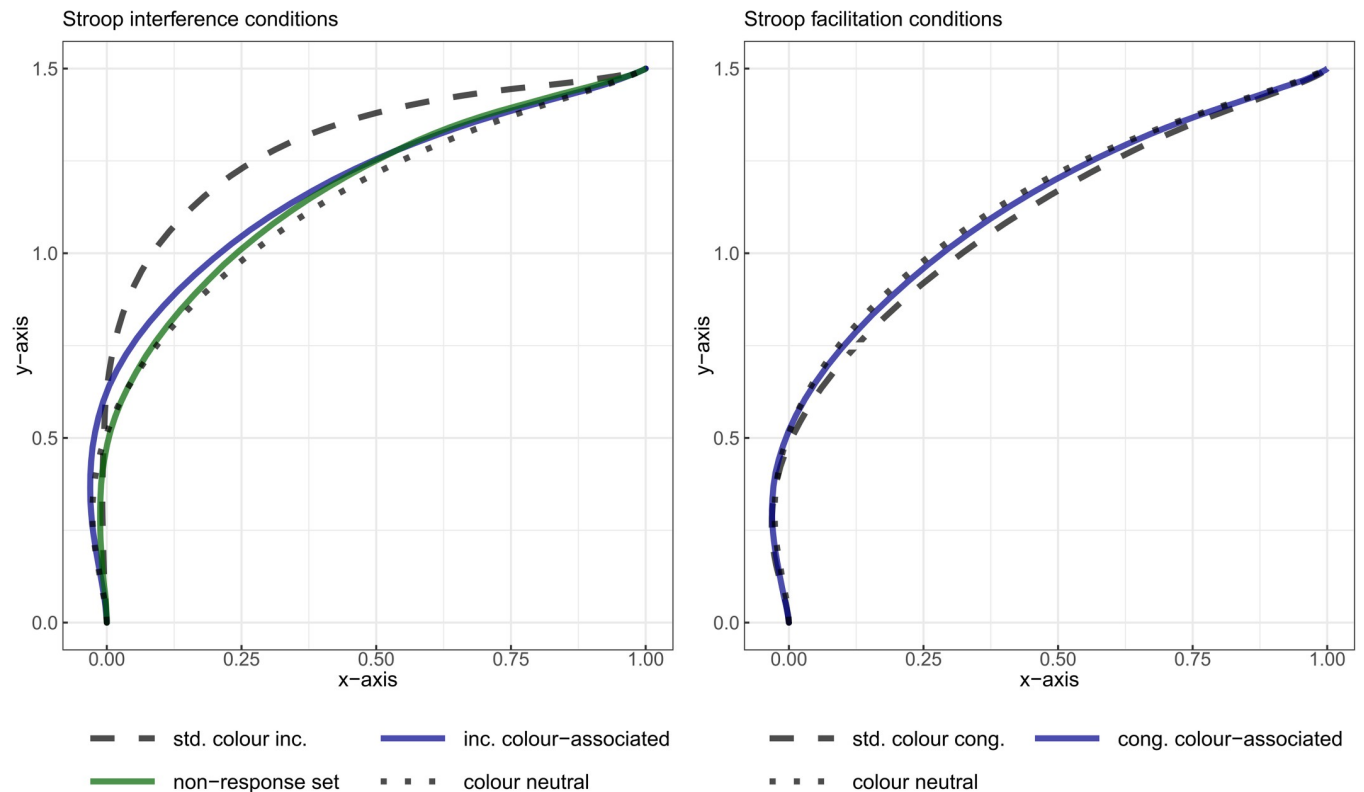 Stroop interference conditions
1.5
1.0
0.5
0.0
y−axis
0.00 0.25 0.50 0.75 1.00
x−axis
std. colour inc. inc. colour−associated
non−response set colour neutral
Stroop facilitation conditions
1.5
1.0
0.5
0.0
y−axis
0.00 0.25 0.50 0.75 1.00
x−axis
std. colour cong. cong. colour−associated
colour neutral